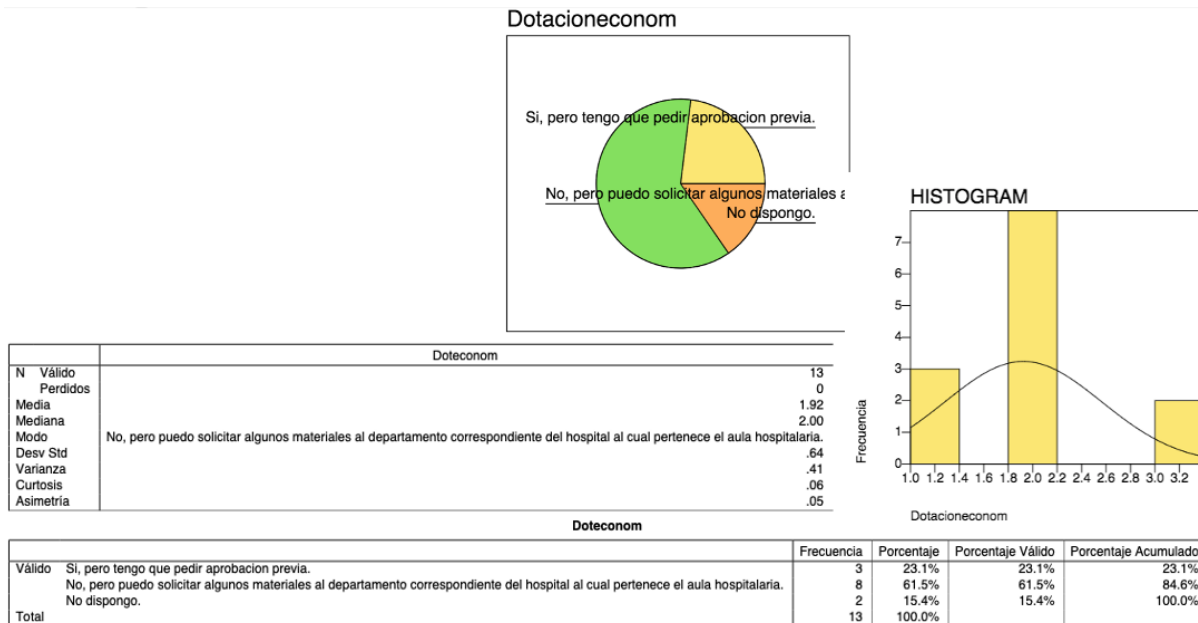 Dotacioneconom
Si, pero tengo que pedir aprobacion previa.
No, pero puedo solicitar algunos materiales a
No dispongo.
HISTOGRAM
7
6
5
4
3
2
1
0
Frecuencia
1.0 1.2 1.4 1.6 1.8 2.0 2.2 2.4 2.6 2.8 3.0 3.2
Dotacioneconom
Doteconom
N Válido 13
Perdidos 0
Media 1.92
Mediana 2.00
Modo No, pero puedo solicitar algunos materiales al departamento correspondiente del hospital al cual pertenece el aula hospitalaria.
Desv Std .64
Varianza .41
Curtosis .06
Asimetría .05
Doteconom
Frecuencia Porcentaje Porcentaje Válido Porcentaje Acumulado
Válido Si, pero tengo que pedir aprobacion previa. 3 23.1% 23.1% 23.1%
No, pero puedo solicitar algunos materiales al departamento correspondiente del hospital al cual pertenece el aula hospitalaria. 8 61.5% 61.5% 84.6%
No dispongo. 2 15.4% 15.4% 100.0%
Total 13 100.0%